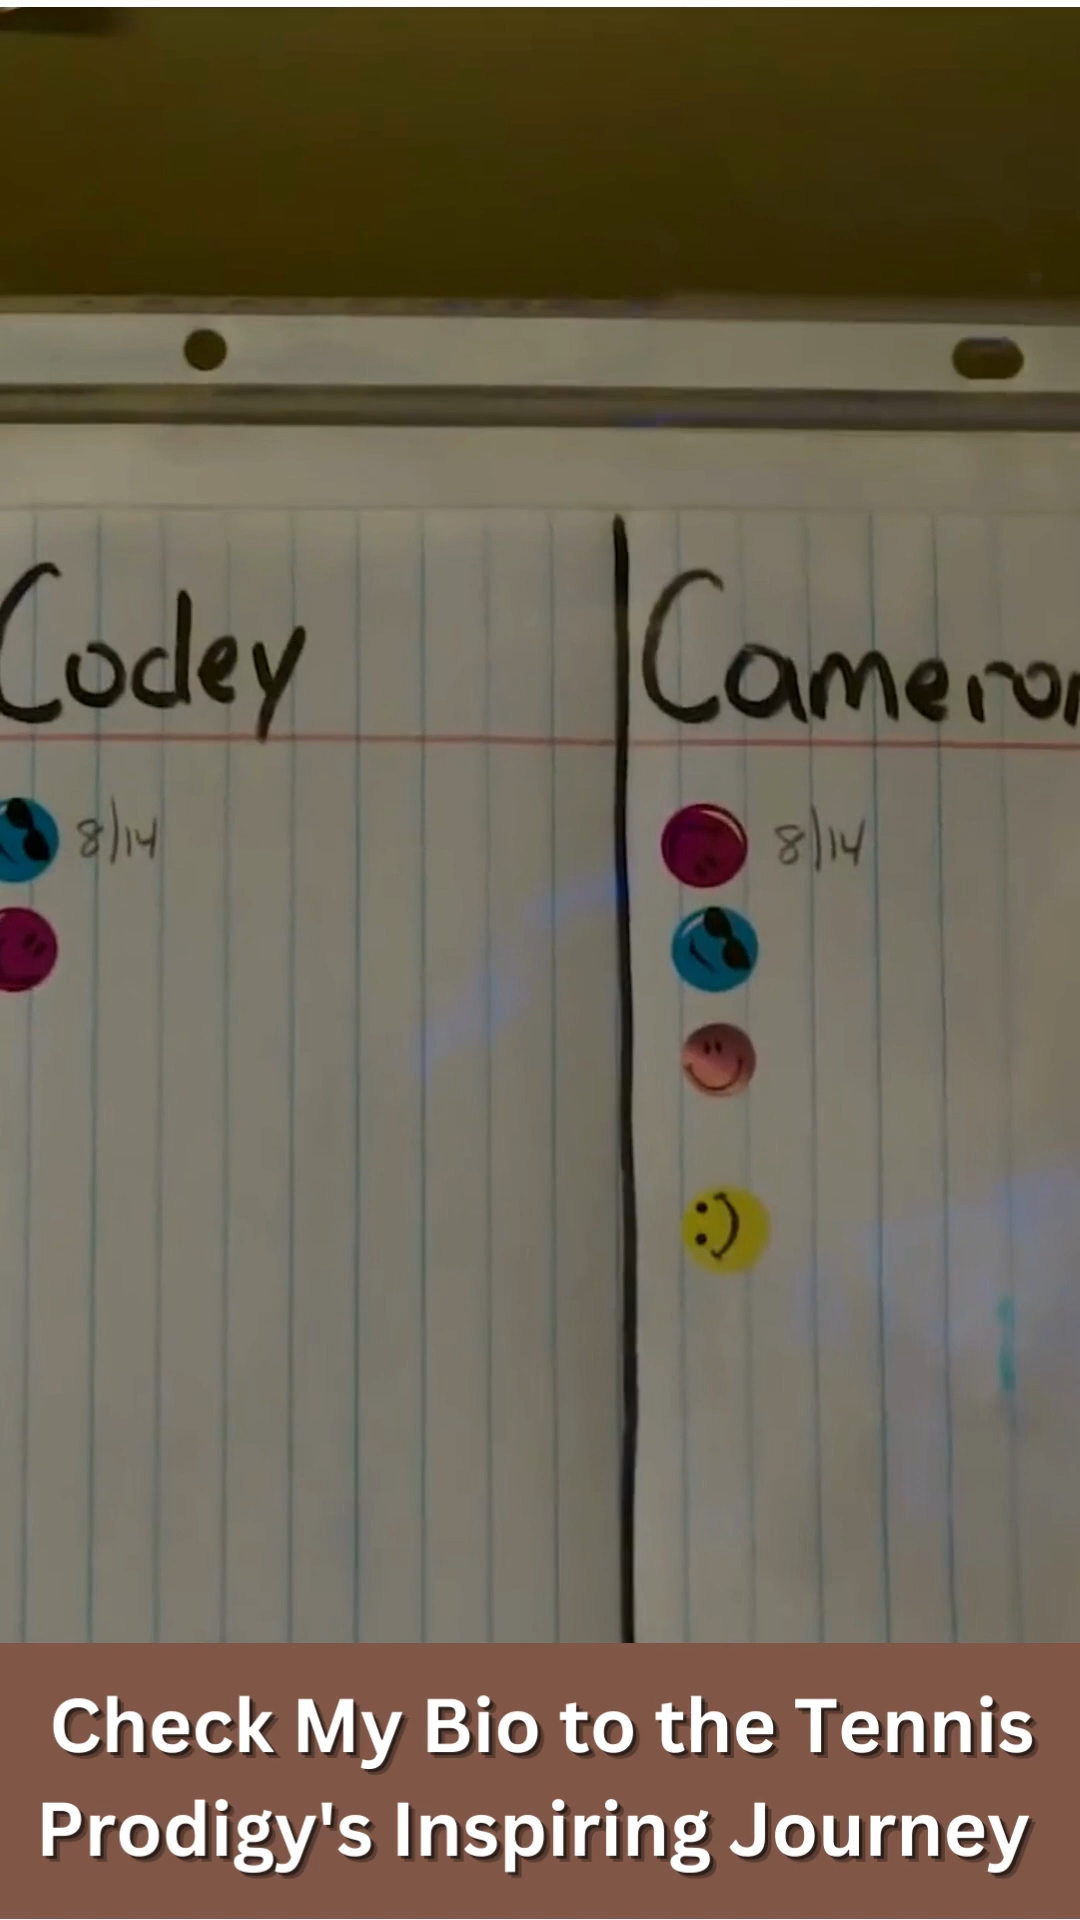 Codey
Cameron
8/14
8/14
Check My Bio to the Tennis
Prodigy's Inspiring Journey